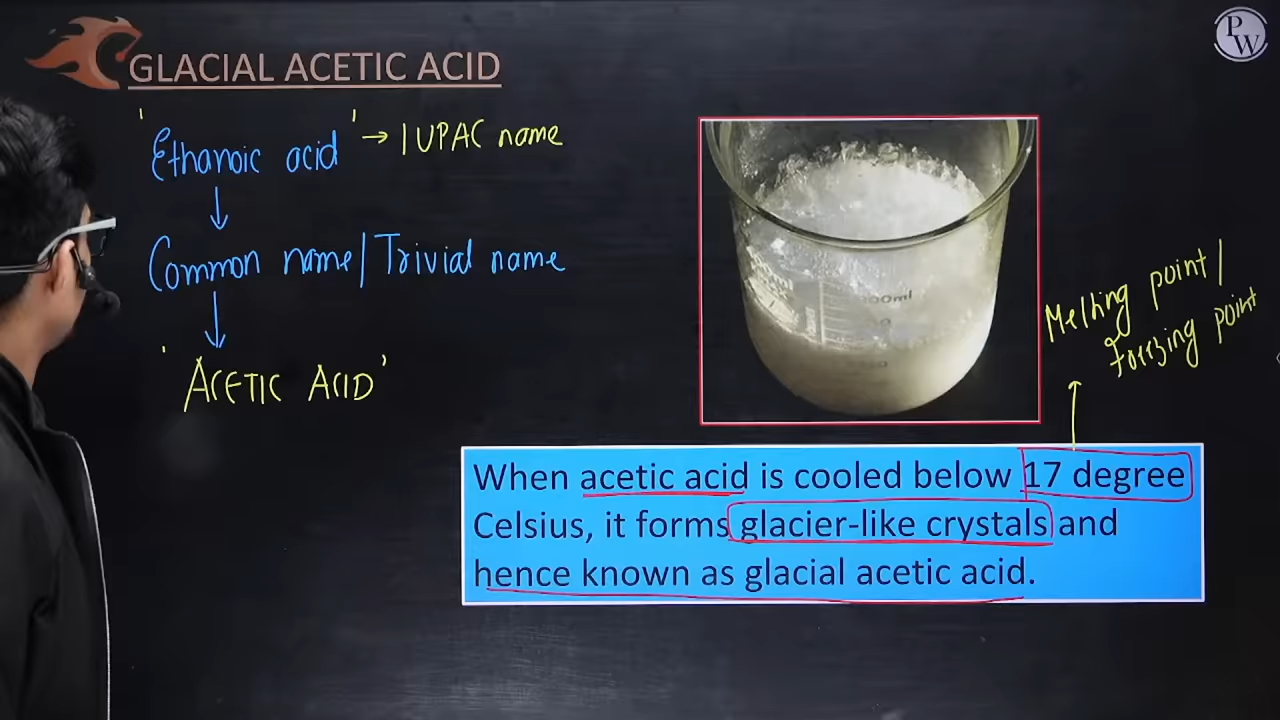 GLACIAL ACETIC ACID
PW
'Ethanoic acid' → IUPAC name
↓
Common name/Trivial name
↓
'ACETIC ACID'
Melting point/
Freezing point
When acetic acid is cooled below 17 degree
Celsius, it forms glacier-like crystals and
hence known as glacial acetic acid.